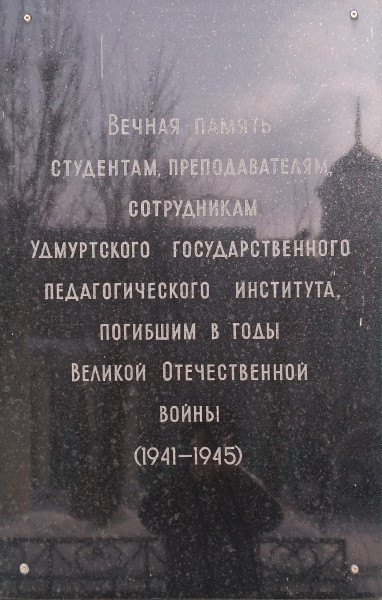 Вечная память
студентам, преподавателям,
сотрудникам
Удмуртского государственного
педагогического института,
погибшим в годы
Великой Отечественной
войны
(1941—1945)